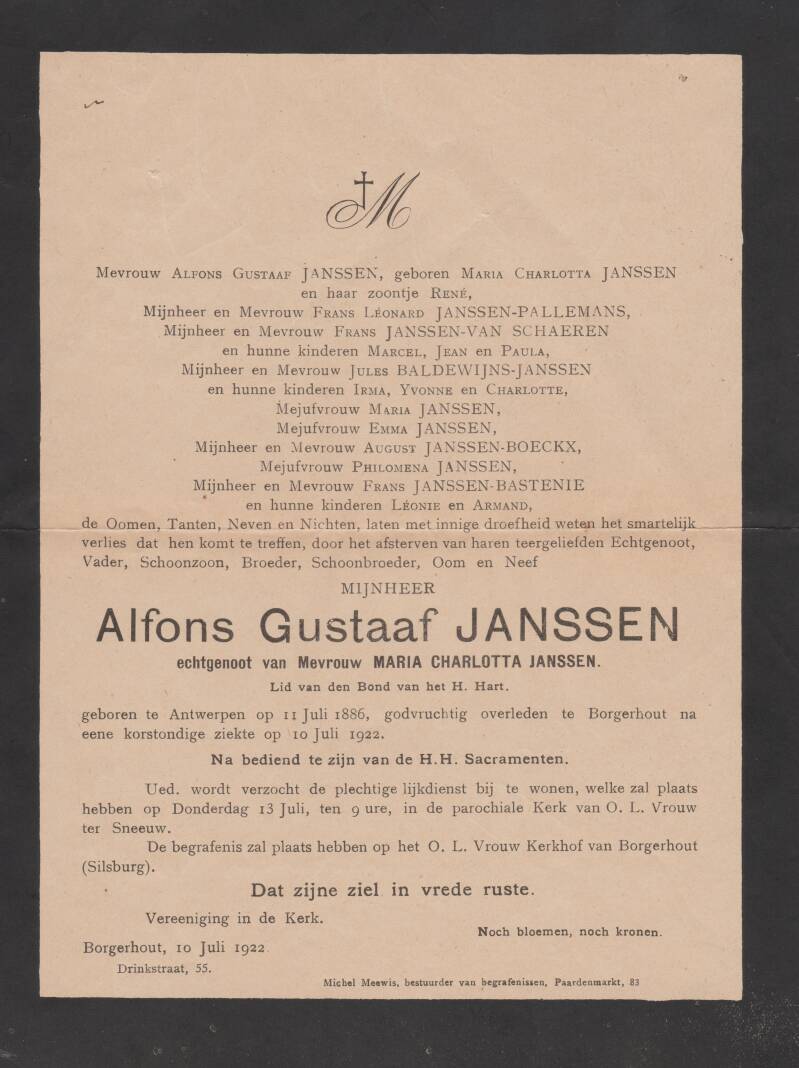 M
Mevrouw Alfons Gustaaf JANSSEN, geboren Maria Charlotta JANSSEN
en haar zoontje René,
Mijnheer en Mevrouw Frans Léonard JANSSEN-PALLEMANS,
Mijnheer en Mevrouw Frans JANSSEN-VAN SCHAEREN
en hunne kinderen Marcel, Jean en Paula,
Mijnheer en Mevrouw Jules BALDEWIJNS-JANSSEN
en hunne kinderen Irma, Yvonne en Charlotte,
Mejufvrouw Maria JANSSEN,
Mejufvrouw Emma JANSSEN,
Mijnheer en Mevrouw August JANSSEN-BOECKX,
Mejufvrouw Philomena JANSSEN,
Mijnheer en Mevrouw Frans JANSSEN-BASTENIE
en hunne kinderen Léonie en Armand,
de Oomen, Tanten, Neven en Nichten, laten met innige droefheid weten het smartelijk
verlies dat hen komt te treffen, door het afsterven van haren teergeliefden Echtgenoot,
Vader, Schoonzoon, Broeder, Schoonbroeder, Oom en Neef
MIJNHEER
Alfons Gustaaf JANSSEN
echtgenoot van Mevrouw MARIA CHARLOTTA JANSSEN.
Lid van den Bond van het H. Hart.
geboren te Antwerpen op 11 Juli 1886, godvruchtig overleden te Borgerhout na
eene korstondige ziekte op 10 Juli 1922.
Na bediend te zijn van de H.H. Sacramenten.
Ued. wordt verzocht de plechtige lijkdienst bij te wonen, welke zal plaats
hebben op Donderdag 13 Juli, ten 9 ure, in de parochiale Kerk van O. L. Vrouw
ter Sneeuw.
De begrafenis zal plaats hebben op het O. L. Vrouw Kerkhof van Borgerhout
(Silsburg).
Dat zijne ziel in vrede ruste.
Vereeniging in de Kerk.
Noch bloemen, noch kronen.
Borgerhout, 10 Juli 1922
Drinkstraat, 55.
Michel Meewis, bestuurder van begrafenissen, Paardenmarkt, 83